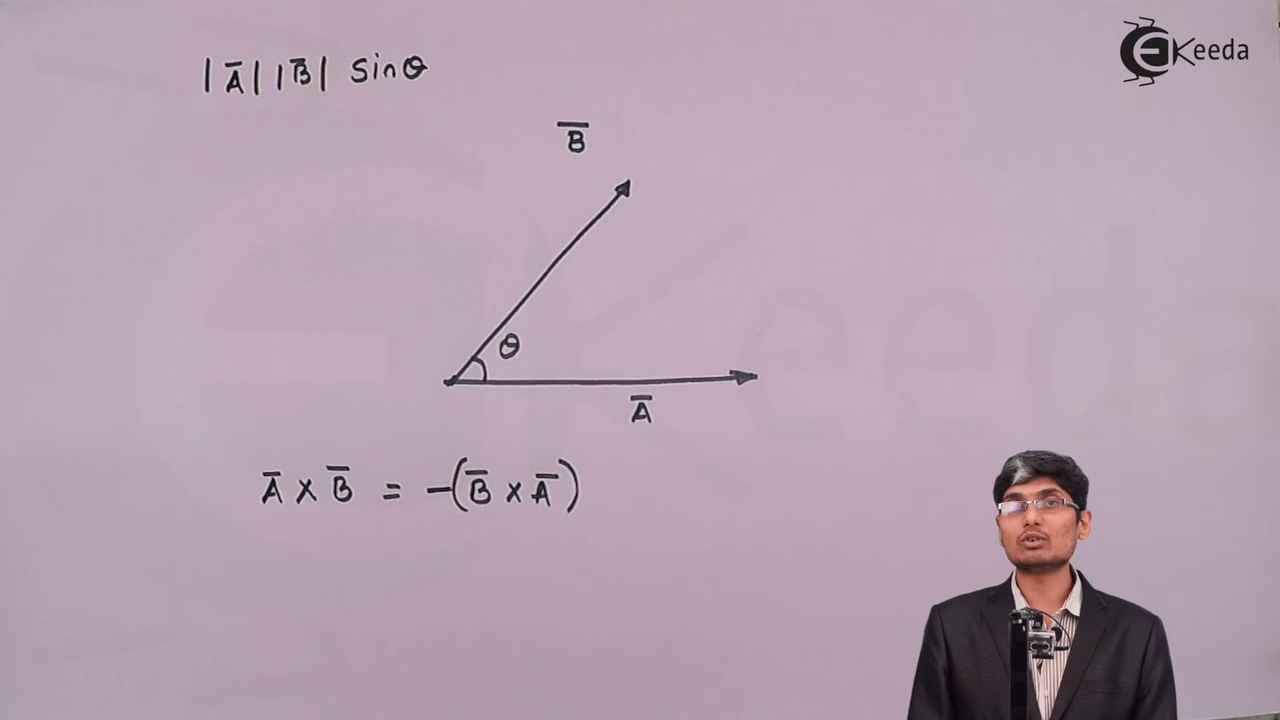 |A̅| |B̅| sinθ
EKeeda
B̅
θ
A̅
A̅ × B̅ = -(B̅ × A̅)